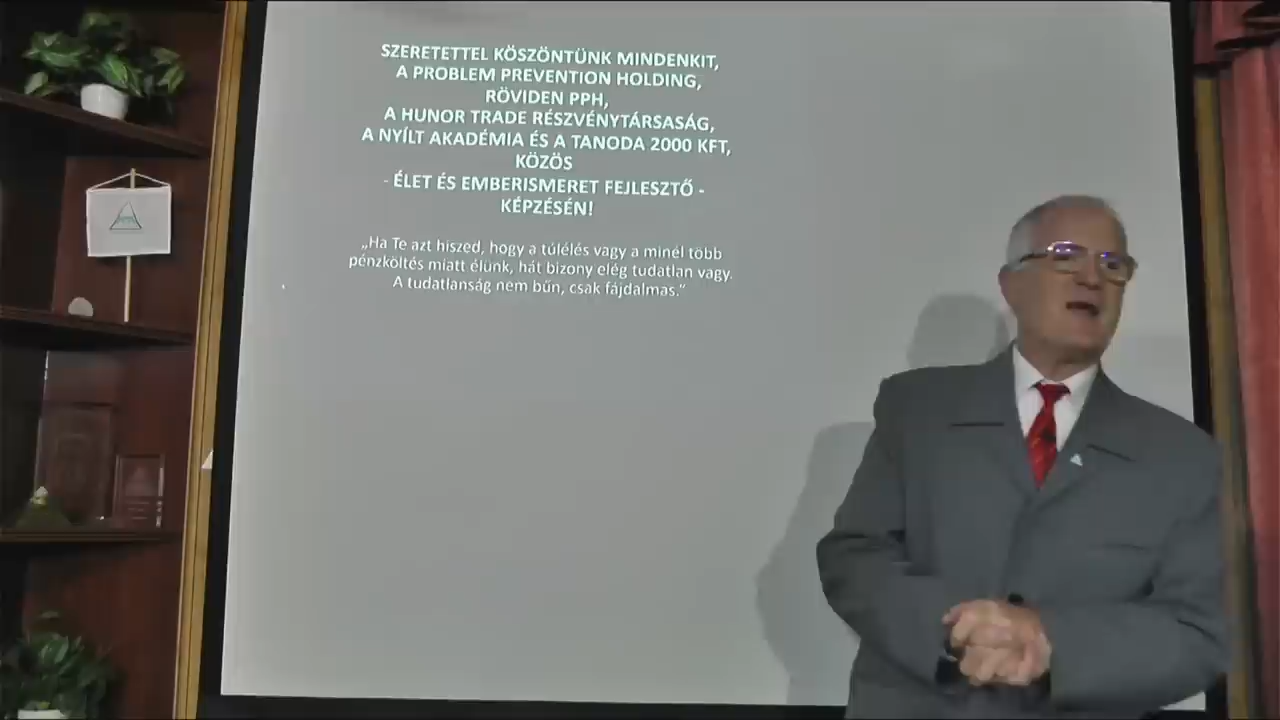 SZERETETTEL KÖSZÖNTÜNK MINDENKIT,
A PROBLEM PREVENTION HOLDING,
RÖVIDEN PPH,
A HUNOR TRADE RÉSZVÉNYTÁRSASÁG,
A NYÍLT AKADÉMIA ÉS A TANODA 2000 KFT,
KÖZÖS
- ÉLET ÉS EMBERISMERET FEJLESZTŐ -
KÉPZÉSÉN!
„Ha Te azt hiszed, hogy a túlélés vagy a minél több
pénzköltés miatt élünk, hát bizony elég tudatlan vagy.
A tudatlanság nem bűn, csak fájdalmas.”